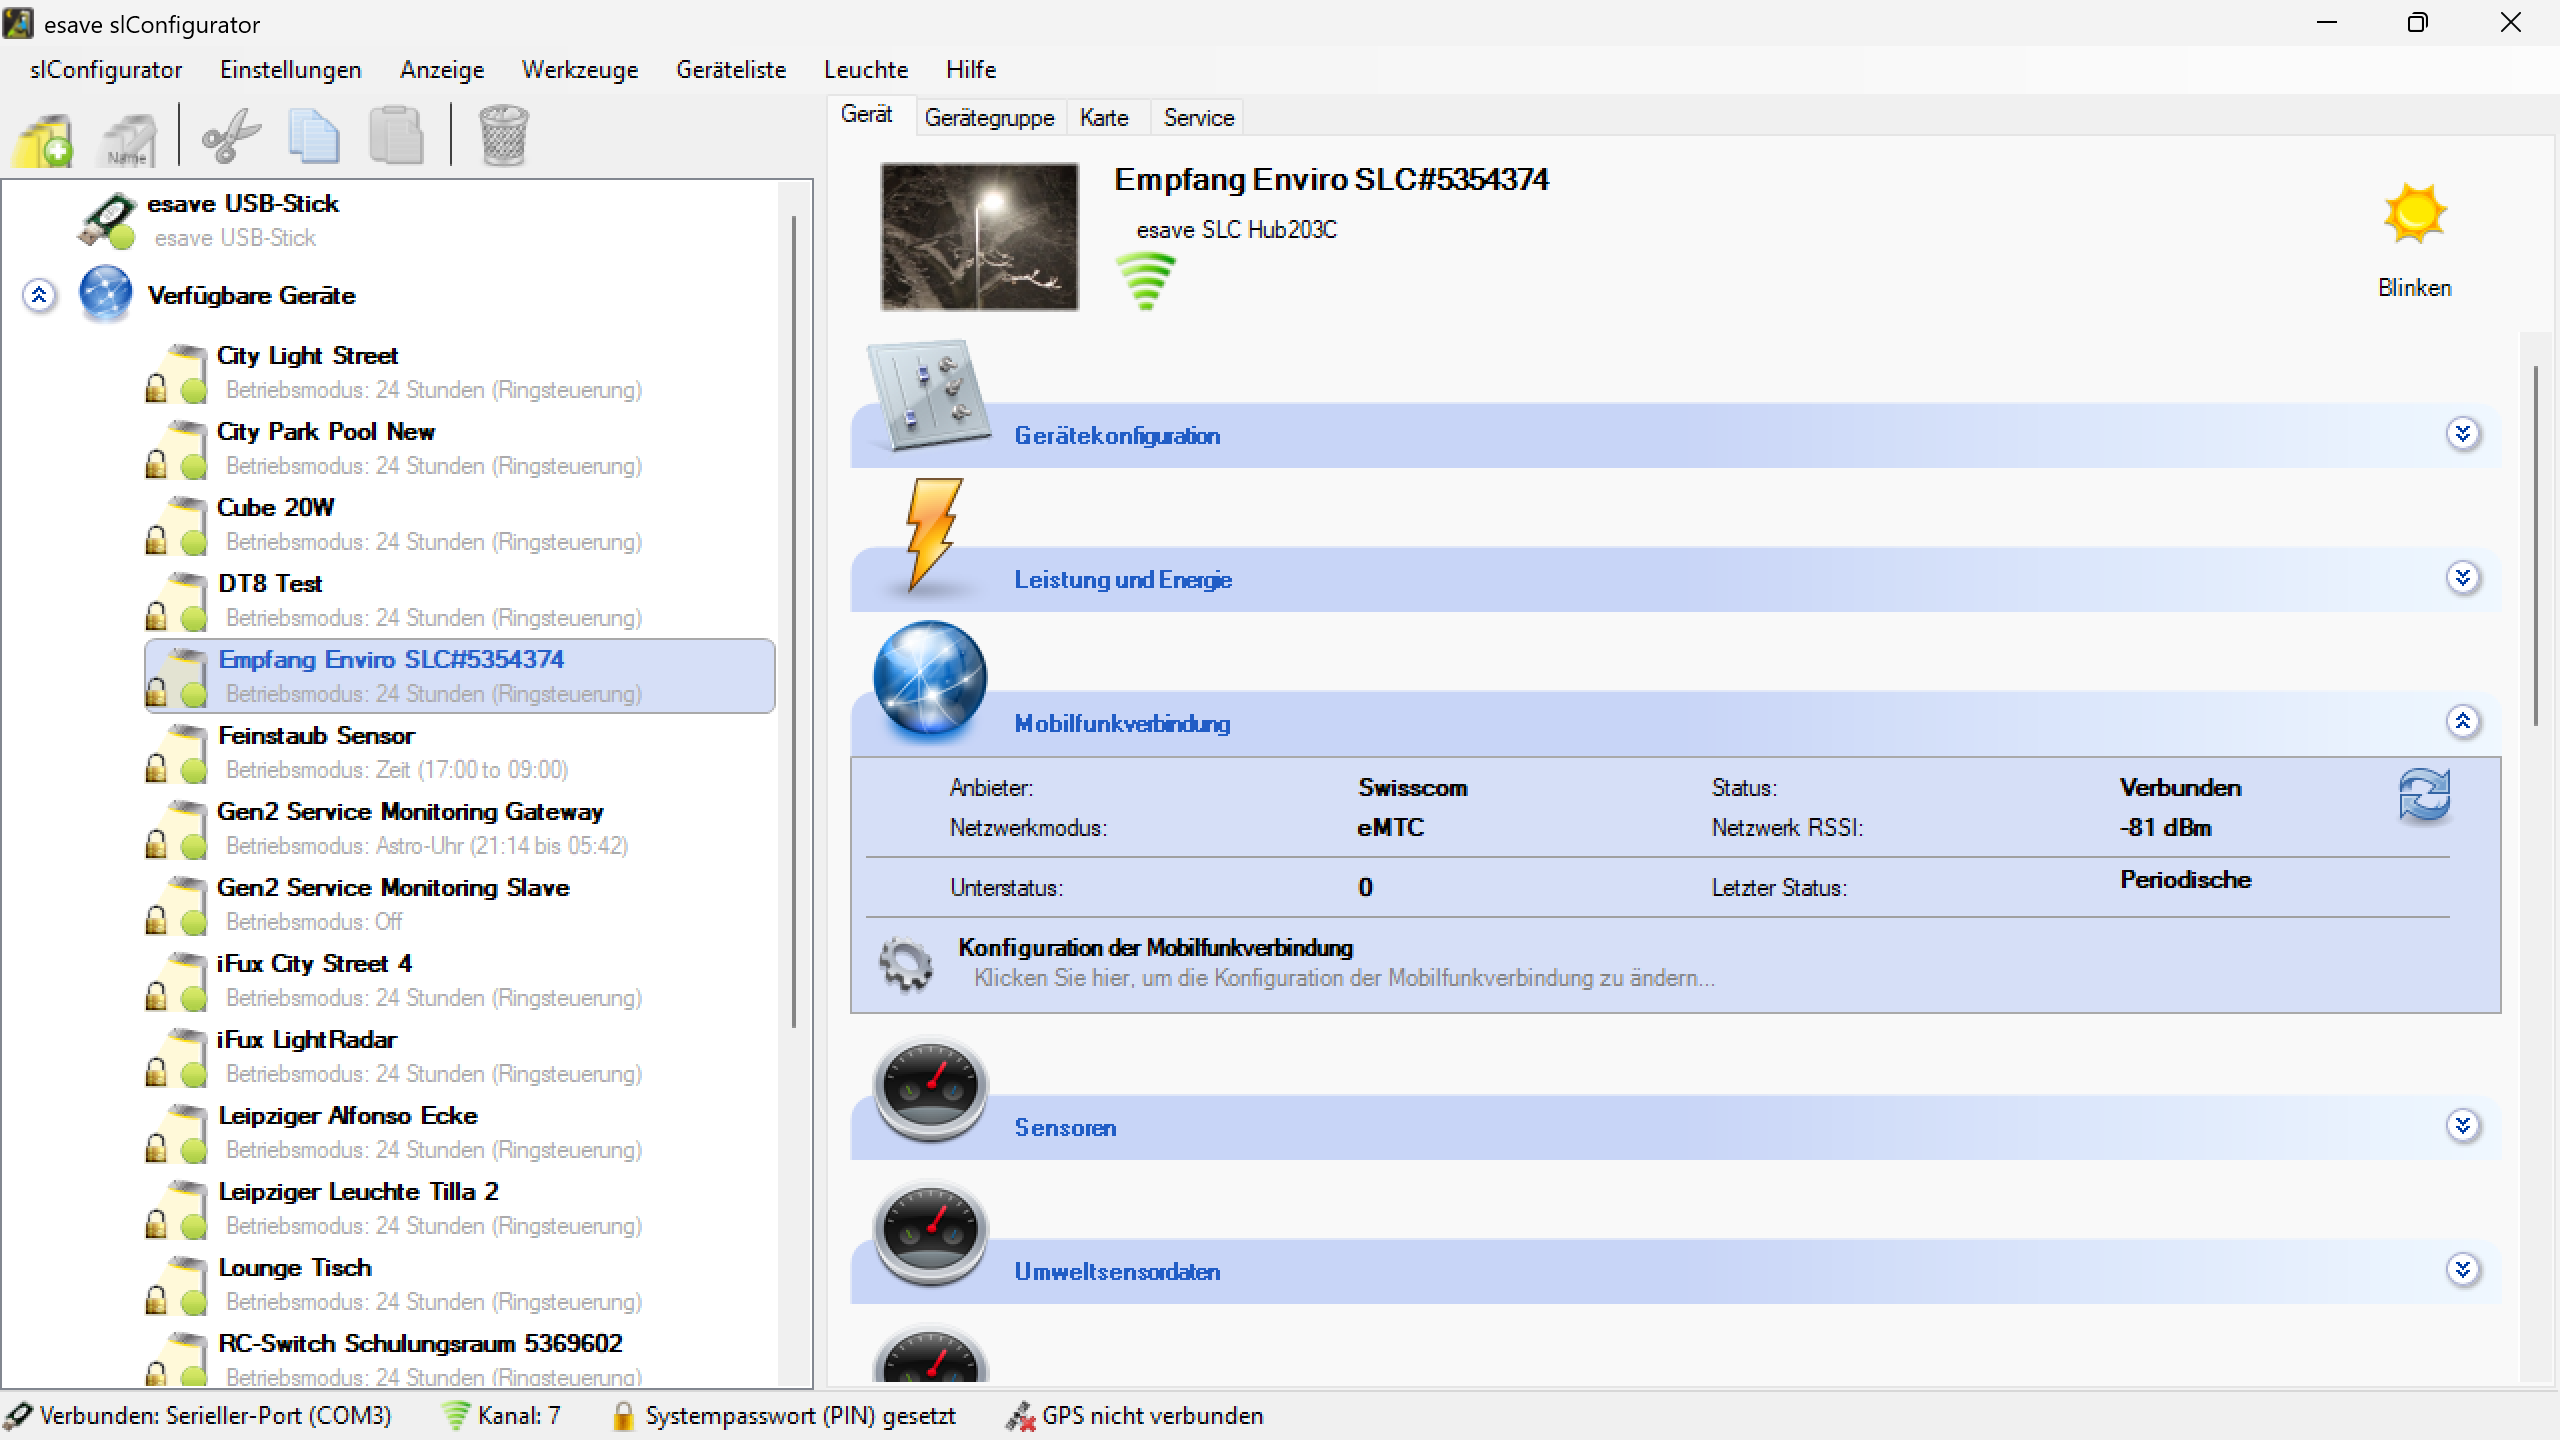 esave slConfigurator
slConfigurator Einstellungen Anzeige Werkzeuge Geräteliste Leuchte Hilfe
Name
esave USB-Stick
esave USB-Stick
Verfügbare Geräte
City Light Street
Betriebsmodus: 24 Stunden (Ringsteuerung)
City Park Pool New
Betriebsmodus: 24 Stunden (Ringsteuerung)
Cube 20W
Betriebsmodus: 24 Stunden (Ringsteuerung)
DT8 Test
Betriebsmodus: 24 Stunden (Ringsteuerung)
Empfang Enviro SLC#5354374
Betriebsmodus: 24 Stunden (Ringsteuerung)
Feinstaub Sensor
Betriebsmodus: Zeit (17:00 to 09:00)
Gen2 Service Monitoring Gateway
Betriebsmodus: Astro-Uhr (21:14 bis 05:42)
Gen2 Service Monitoring Slave
Betriebsmodus: Off
iFux City Street 4
Betriebsmodus: 24 Stunden (Ringsteuerung)
iFux LightRadar
Betriebsmodus: 24 Stunden (Ringsteuerung)
Leipziger Alfonso Ecke
Betriebsmodus: 24 Stunden (Ringsteuerung)
Leipziger Leuchte Tilla 2
Betriebsmodus: 24 Stunden (Ringsteuerung)
Lounge Tisch
Betriebsmodus: 24 Stunden (Ringsteuerung)
RC-Switch Schulungsraum 5369602
Betriebsmodus: 24 Stunden (Ringsteuerung)
Gerät Gerätegruppe Karte Service
Empfang Enviro SLC#5354374
esave SLC Hub203C
Blinken
Gerätekonfiguration
Leistung und Energie
Mobilfunkverbindung
Anbieter: Swisscom Status: Verbunden
Netzwerkmodus: eMTC Netzwerk RSSI: -81 dBm
Unterstatus: 0 Letzter Status: Periodische
Konfiguration der Mobilfunkverbindung
Klicken Sie hier, um die Konfiguration der Mobilfunkverbindung zu ändern...
Sensoren
Umweltsensordaten
Verbunden: Serieller-Port (COM3) Kanal: 7 Systempasswort (PIN) gesetzt GPS nicht verbunden